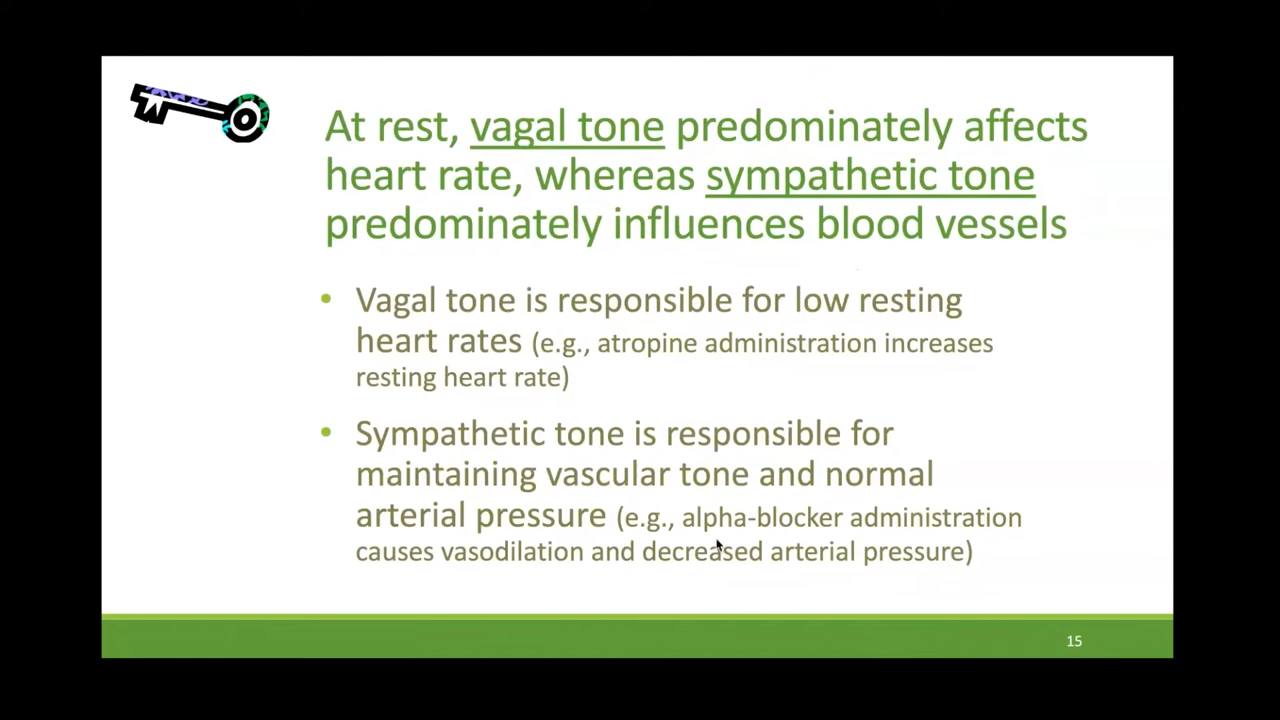 At rest, vagal tone predominately affects
heart rate, whereas sympathetic tone
predominately influences blood vessels
• Vagal tone is responsible for low resting
heart rates (e.g., atropine administration increases
resting heart rate)
• Sympathetic tone is responsible for
maintaining vascular tone and normal
arterial pressure (e.g., alpha-blocker administration
causes vasodilation and decreased arterial pressure)
15